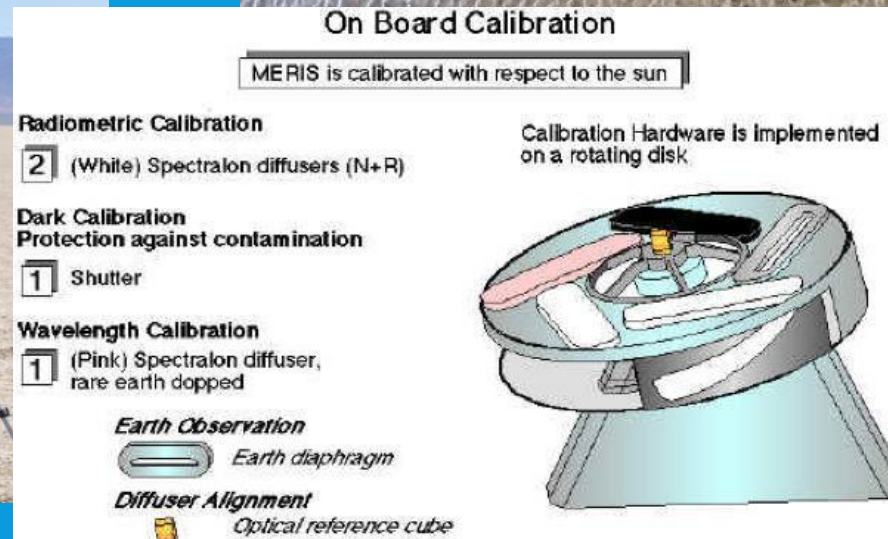 On Board Calibration
MERIS is calibrated with respect to the sun
Radiometric Calibration
2 (White) Spectralon diffusers (N+R)
Dark Calibration
Protection against contamination
1 Shutter
Wavelength Calibration
1 (Pink) Spectralon diffuser,
rare earth dopped
Earth Observation
Earth diaphragm
Diffuser Alignment
Optical reference cube
Calibration Hardware is implemented
on a rotating disk